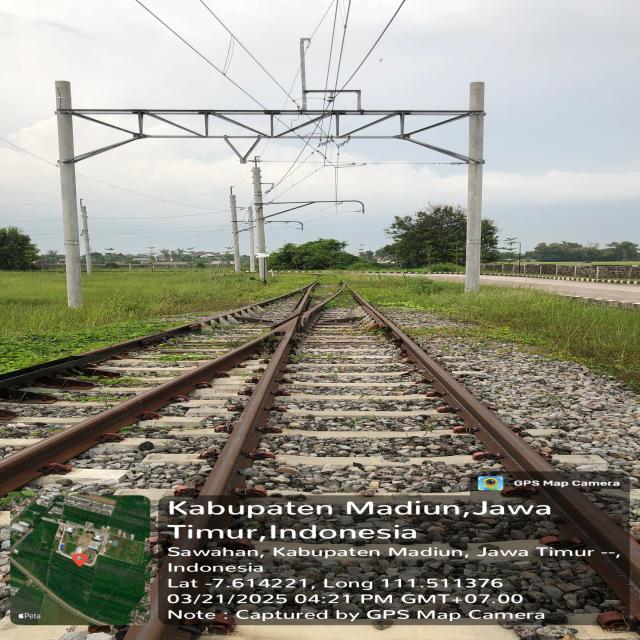 GPS Map Camera
Kabupaten Madiun,Jawa
Timur,Indonesia
Sawahan, Kabupaten Madiun, Jawa Timur --,
Indonesia
Lat -7.614221, Long 111.511376
03/21/2025 04:21 PM GMT+07.00
Note : Captured by GPS Map Camera
Peta